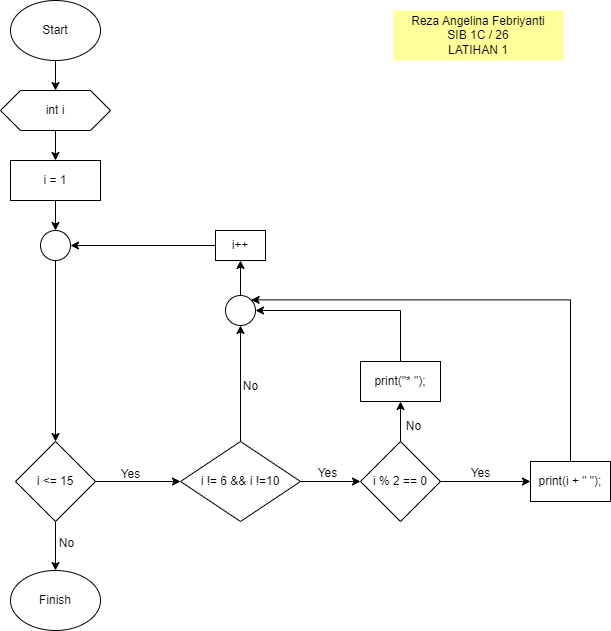 Start
Reza Angelina Febriyanti
SIB 1C / 26
LATIHAN 1
int i
i = 1
i++
print("* ");
No
No
i <= 15
Yes
i != 6 && i !=10
Yes
i % 2 == 0
Yes
print(i + " ");
No
Finish